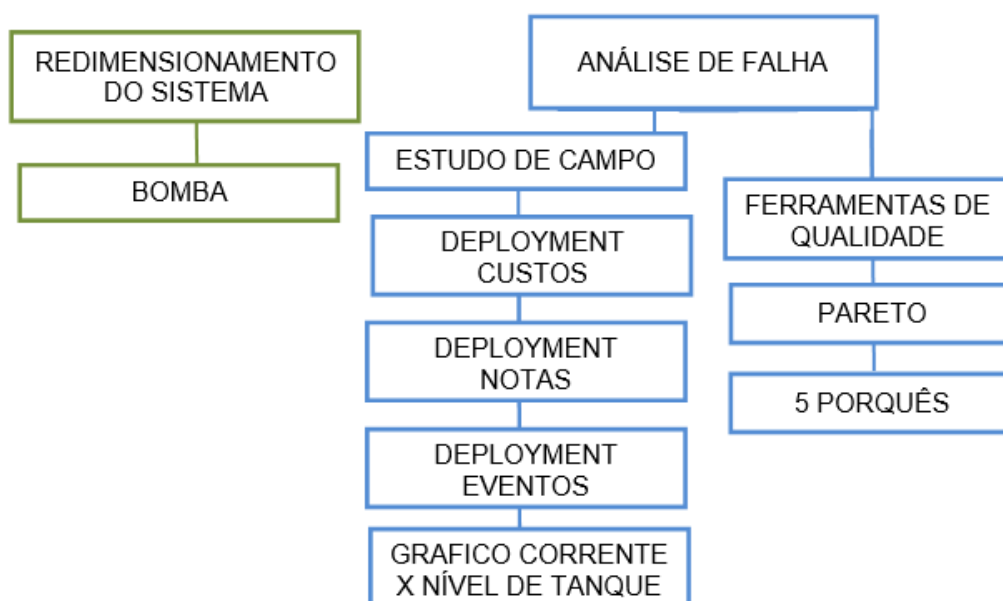 REDIMENSIONAMENTO
DO SISTEMA
BOMBA
ANÁLISE DE FALHA
ESTUDO DE CAMPO
DEPLOYMENT
CUSTOS
DEPLOYMENT
NOTAS
DEPLOYMENT
EVENTOS
GRAFICO CORRENTE
X NÍVEL DE TANQUE
FERRAMENTAS DE
QUALIDADE
PARETO
5 PORQUÊS